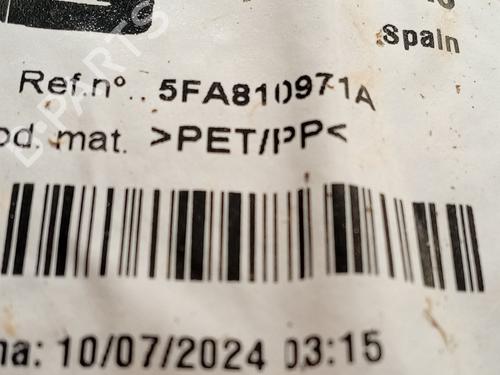 Spain
Ref.nº.. 5FA810971A
od. mat. >PET/PP<
na: 10/07/2024 03:15